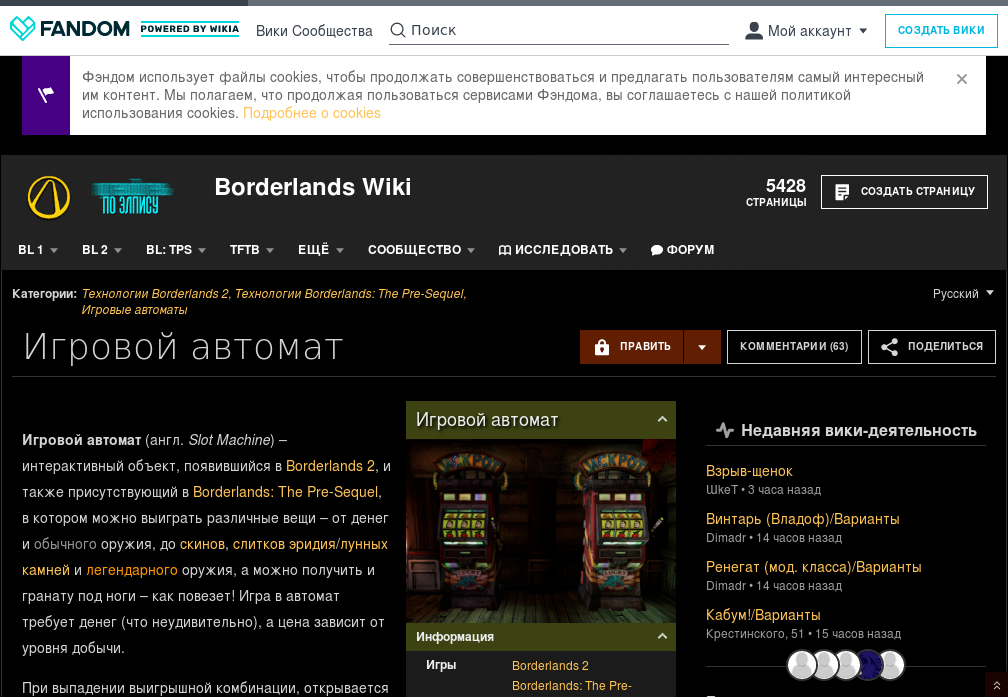 FANDOM POWERED BY WIKIA Вики Сообщества Поиск Мой аккаунт СОЗДАТЬ ВИКИ
Фэндом использует файлы cookies, чтобы продолжать совершенствоваться и предлагать пользователям самый интересный
им контент. Мы полагаем, что продолжая пользоваться сервисами Фэндома, вы соглашаетесь с нашей политикой
использования cookies. Подробнее о cookies
ПО ЭЛПИСУ
Borderlands Wiki
5428
СТРАНИЦЫ
СОЗДАТЬ СТРАНИЦУ
BL 1 BL 2 BL: TPS TFTB ЕЩЁ СООБЩЕСТВО ИССЛЕДОВАТЬ ФОРУМ
Категории: Технологии Borderlands 2, Технологии Borderlands: The Pre-Sequel,
Игровые автоматы
Русский
Игровой автомат
ПРАВИТЬ КОММЕНТАРИИ (63) ПОДЕЛИТЬСЯ
Игровой автомат (англ. Slot Machine) –
интерактивный объект, появившийся в Borderlands 2, и
также присутствующий в Borderlands: The Pre-Sequel,
в котором можно выиграть различные вещи – от денег
и обычного оружия, до скинов, слитков эридия/лунных
камней и легендарного оружия, а можно получить и
гранату под ноги – как повезет! Игра в автомат
требует денег (что неудивительно), а цена зависит от
уровня добычи.
При выпадении выигрышной комбинации, открывается
Игровой автомат
JACKPOT!
JACKPOT!
Информация
Игры Borderlands 2
Borderlands: The Pre-
Недавняя вики-деятельность
Взрыв-щенок
ШкеТ • 3 часа назад
Винтарь (Владоф)/Варианты
Dimadr • 14 часов назад
Ренегат (мод. класса)/Варианты
Dimadr • 14 часов назад
Кабум!/Варианты
Крестинского, 51 • 15 часов назад